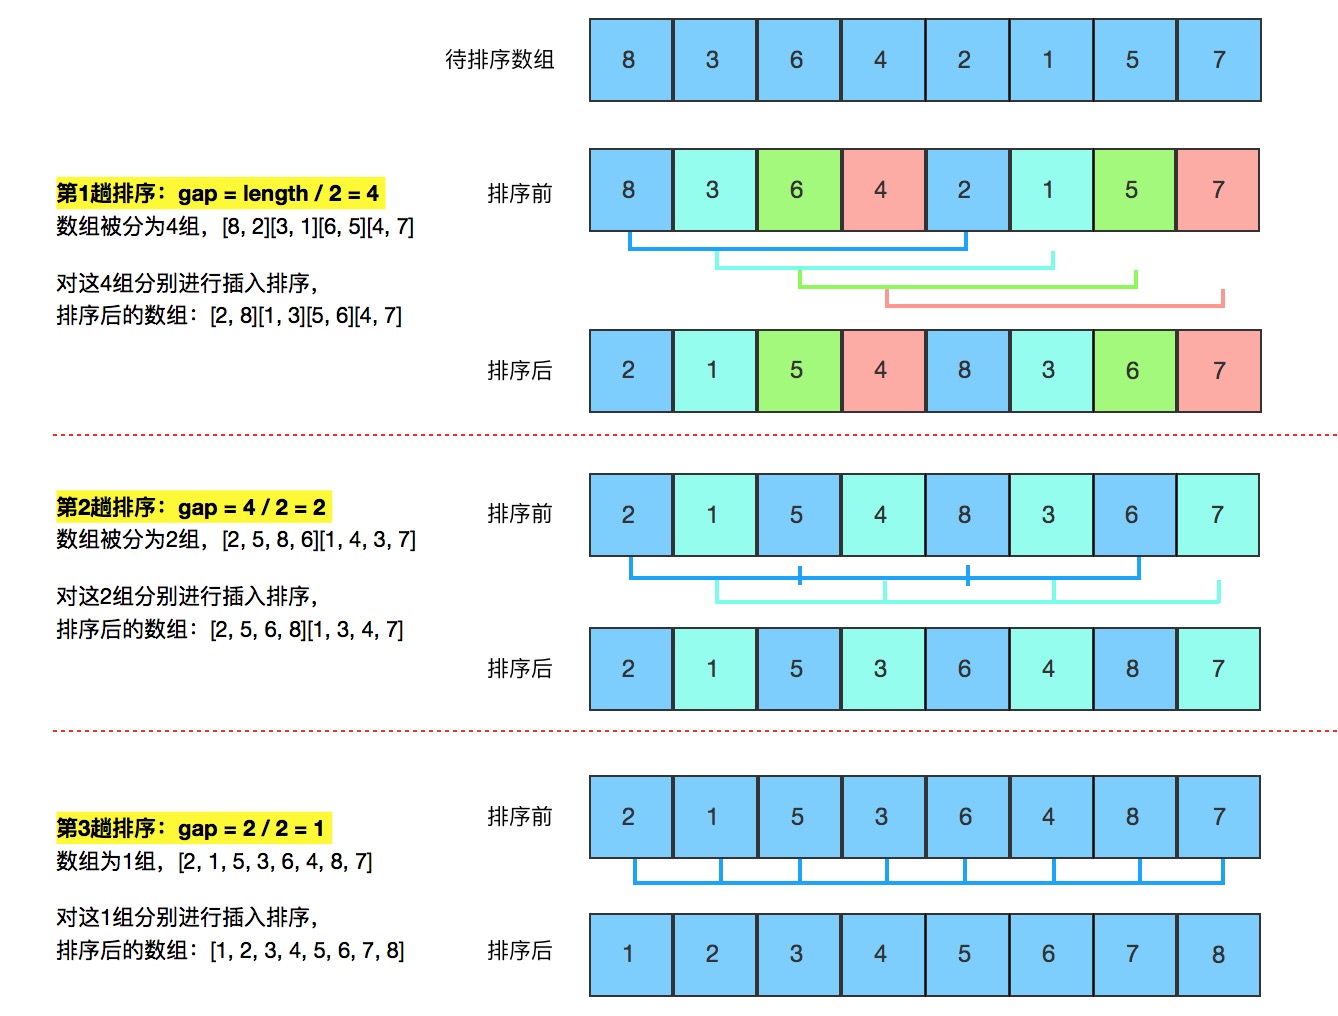 待排序数组 8 3 6 4 2 1 5 7
第1趟排序：gap = length / 2 = 4
数组被分为4组，[8, 2][3, 1][6, 5][4, 7]
对这4组分别进行插入排序，
排序后的数组：[2, 8][1, 3][5, 6][4, 7]
排序前 8 3 6 4 2 1 5 7
排序后 2 1 5 4 8 3 6 7
第2趟排序：gap = 4 / 2 = 2
数组被分为2组，[2, 5, 8, 6][1, 4, 3, 7]
对这2组分别进行插入排序，
排序后的数组：[2, 5, 6, 8][1, 3, 4, 7]
排序前 2 1 5 4 8 3 6 7
排序后 2 1 5 3 6 4 8 7
第3趟排序：gap = 2 / 2 = 1
数组为1组，[2, 1, 5, 3, 6, 4, 8, 7]
对这1组分别进行插入排序，
排序后的数组：[1, 2, 3, 4, 5, 6, 7, 8]
排序前 2 1 5 3 6 4 8 7
排序后 1 2 3 4 5 6 7 8